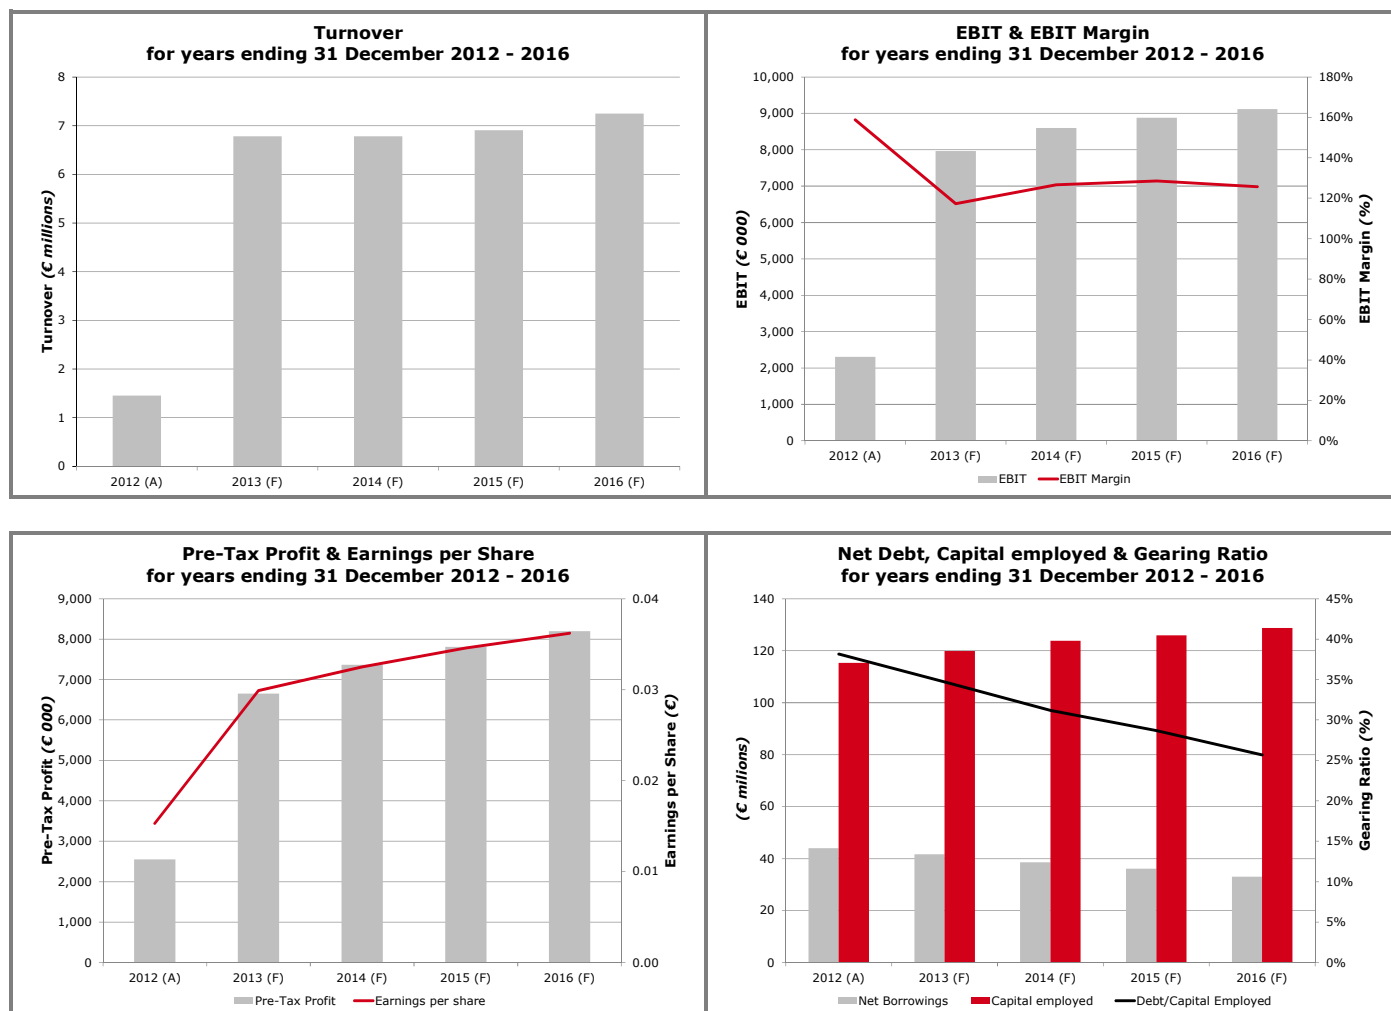 Turnover
for years ending 31 December 2012 - 2016
8
7
6
5
4
3
2
1
0
Turnover (€ millions)
2012 (A) 2013 (F) 2014 (F) 2015 (F) 2016 (F)
EBIT & EBIT Margin
for years ending 31 December 2012 - 2016
10,000
9,000
8,000
7,000
6,000
5,000
4,000
3,000
2,000
1,000
0
EBIT (€ 000)
180%
160%
140%
120%
100%
80%
60%
40%
20%
0%
EBIT Margin (%)
2012 (A) 2013 (F) 2014 (F) 2015 (F) 2016 (F)
EBIT EBIT Margin
Pre-Tax Profit & Earnings per Share
for years ending 31 December 2012 - 2016
9,000
8,000
7,000
6,000
5,000
4,000
3,000
2,000
1,000
0
Pre-Tax Profit (€ 000)
0.04
0.03
0.02
0.01
0.00
Earnings per Share (€)
2012 (A) 2013 (F) 2014 (F) 2015 (F) 2016 (F)
Pre-Tax Profit Earnings per share
Net Debt, Capital employed & Gearing Ratio
for years ending 31 December 2012 - 2016
140
120
100
80
60
40
20
0
(€ milions)
45%
40%
35%
30%
25%
20%
15%
10%
5%
0%
Gearing Ratio (%)
2012 (A) 2013 (F) 2014 (F) 2015 (F) 2016 (F)
Net Borrowings Capital employed Debt/Capital Employed